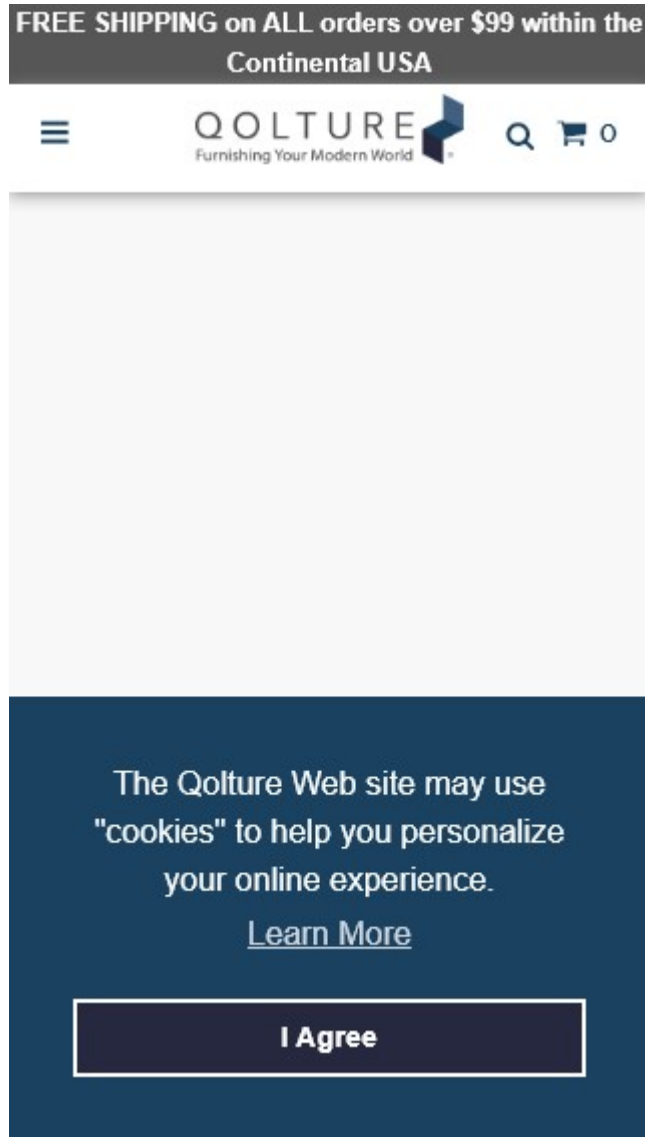 FREE SHIPPING on ALL orders over $99 within the
Continental USA
QOLTURE
Furnishing Your Modern World
0
The Qolture Web site may use
"cookies" to help you personalize
your online experience.
Learn More
I Agree